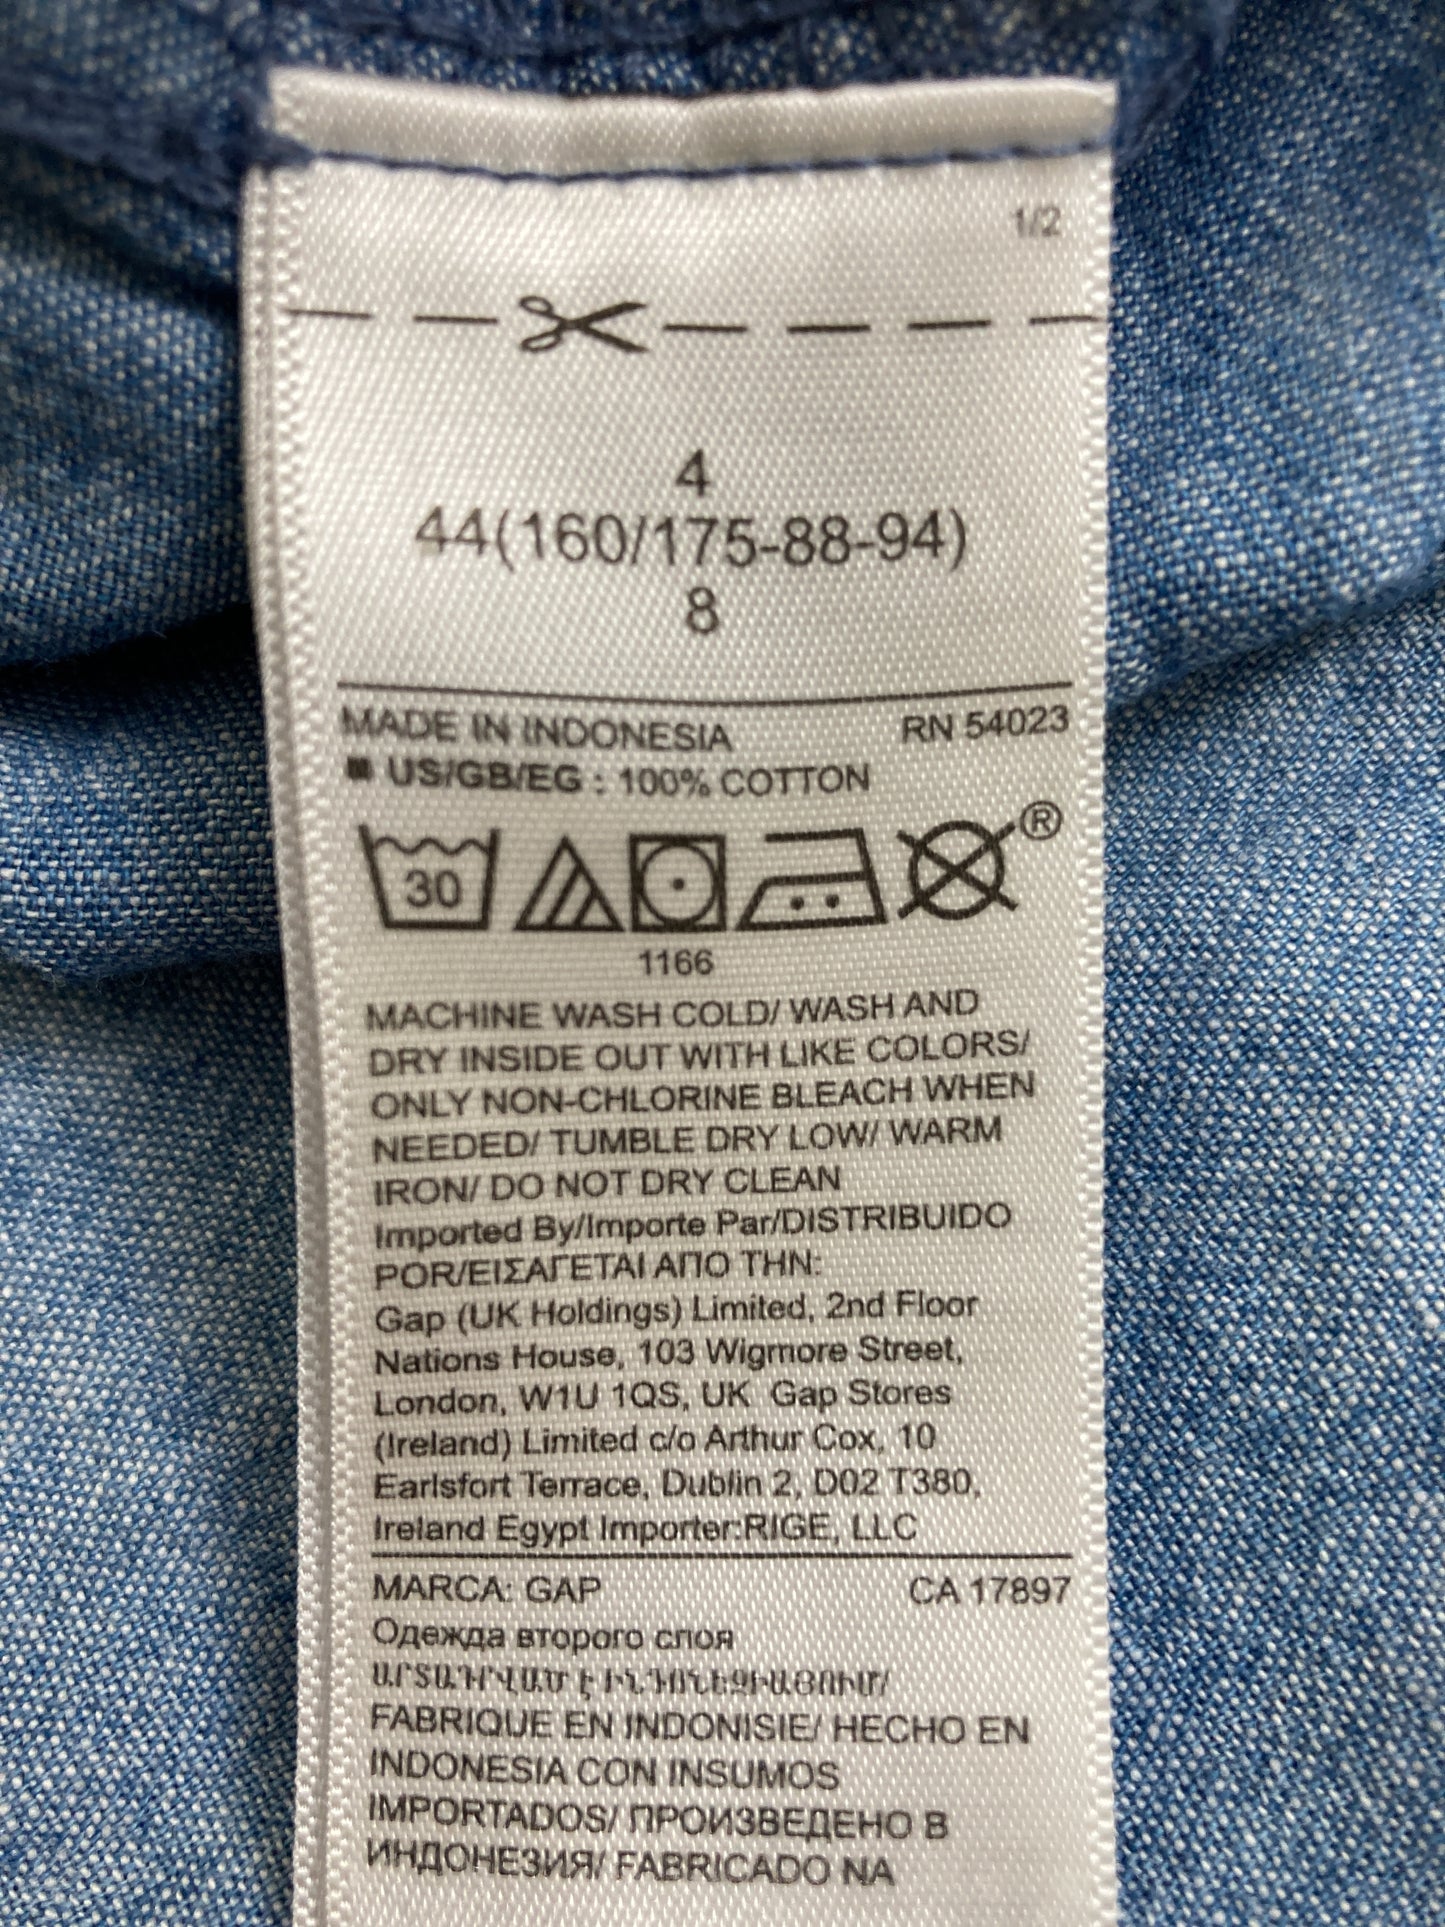 1/2
4
44(160/175-88-94)
8
MADE IN INDONESIA RN 54023
US/GB/EG : 100% COTTON
30
®
1166
MACHINE WASH COLD/ WASH AND
DRY INSIDE OUT WITH LIKE COLORS/
ONLY NON-CHLORINE BLEACH WHEN
NEEDED/ TUMBLE DRY LOW/ WARM
IRON/ DO NOT DRY CLEAN
Imported By/Importe Par/DISTRIBUIDO
POR/ΕΙΣΑΓΕΤΑΙ ΑΠΟ ΤΗΝ:
Gap (UK Holdings) Limited, 2nd Floor
Nations House, 103 Wigmore Street,
London, W1U 1QS, UK Gap Stores
(Ireland) Limited c/o Arthur Cox, 10
Earlsfort Terrace, Dublin 2, D02 T380,
Ireland Egypt Importer:RIGE, LLC
MARCA: GAP CA 17897
Одежда второго слоя
ԱՐՏԱԴՐՎԱԾ Է ԻՆԴՈՆԵԶԻԱՅՈՒՄ/
FABRIQUE EN INDONISIE/ HECHO EN
INDONESIA CON INSUMOS
IMPORTADOS/ ПРОИЗВЕДЕНО В
ИНДОНЕЗИЯ/ FABRICADO NA